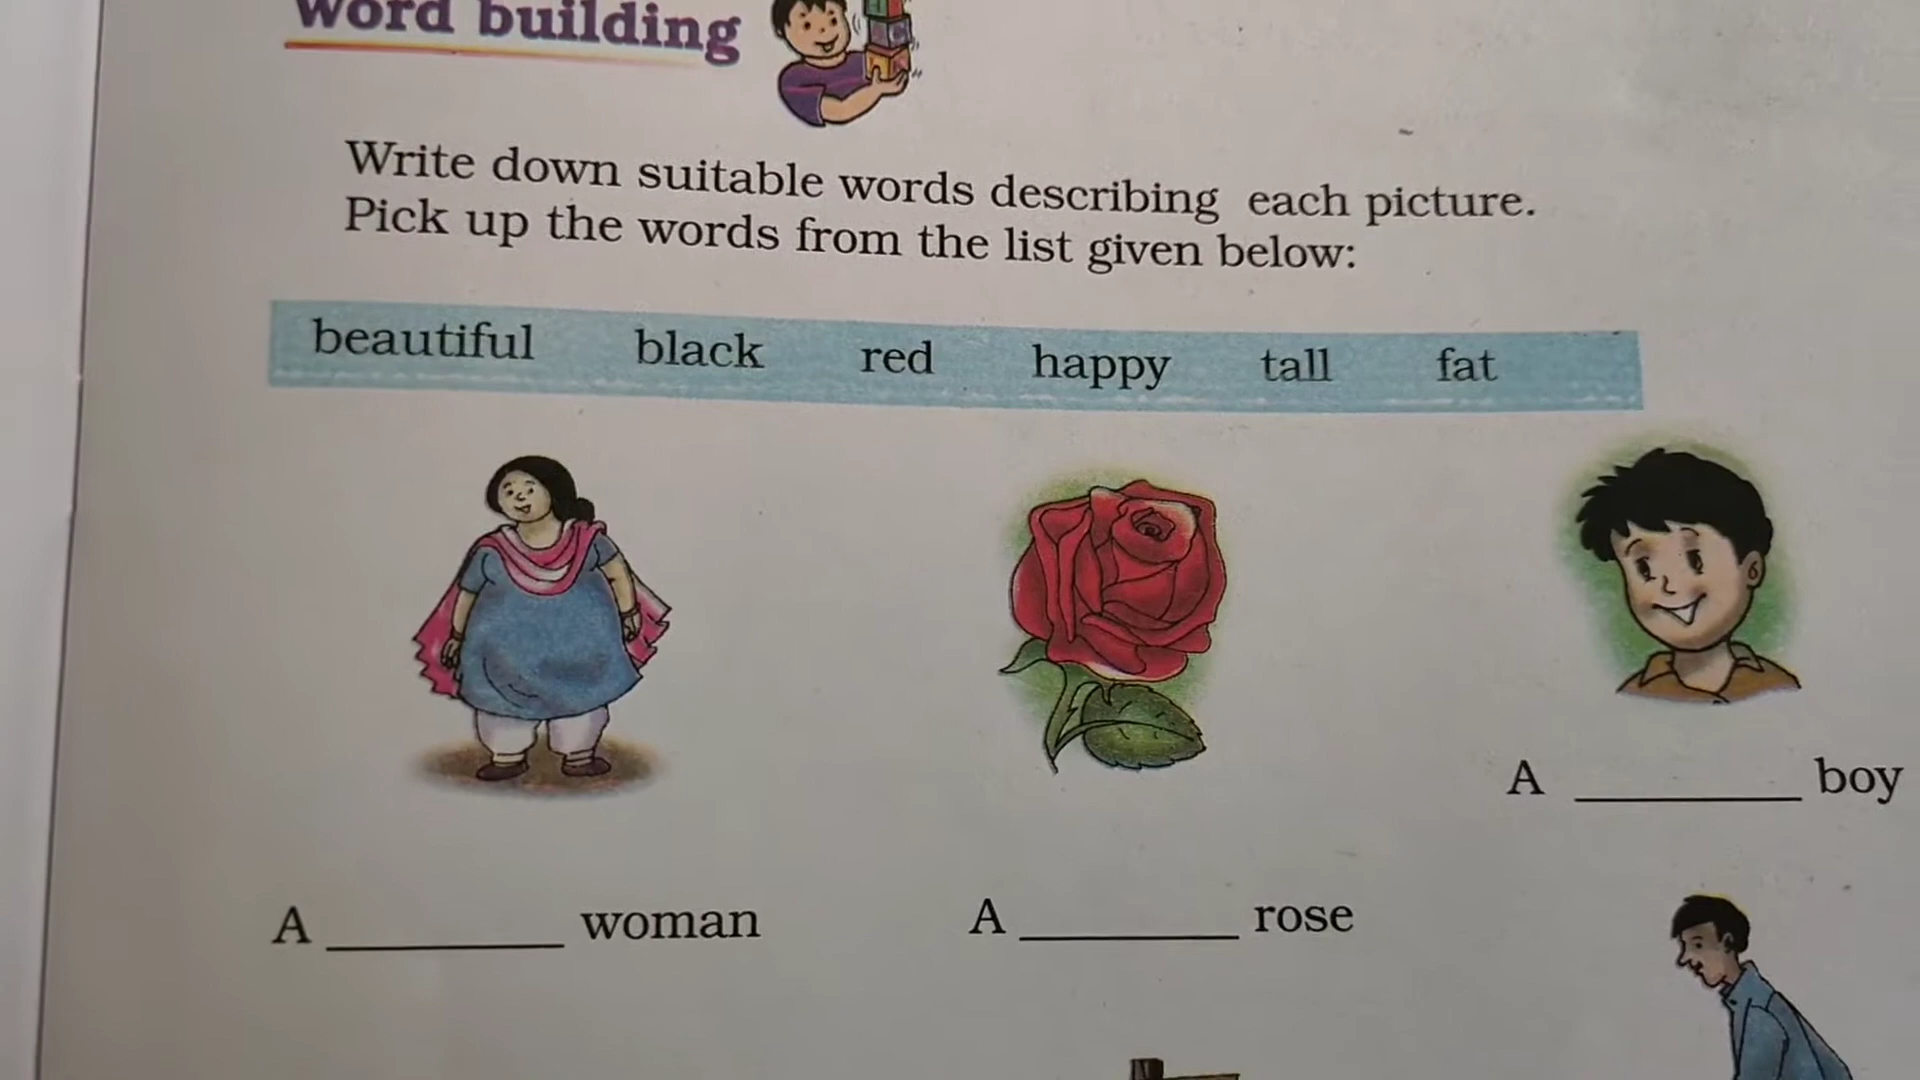 Word building
Write down suitable words describing each picture.
Pick up the words from the list given below:
beautiful black red happy tall fat
A ________ boy
A ________ woman
A ________ rose